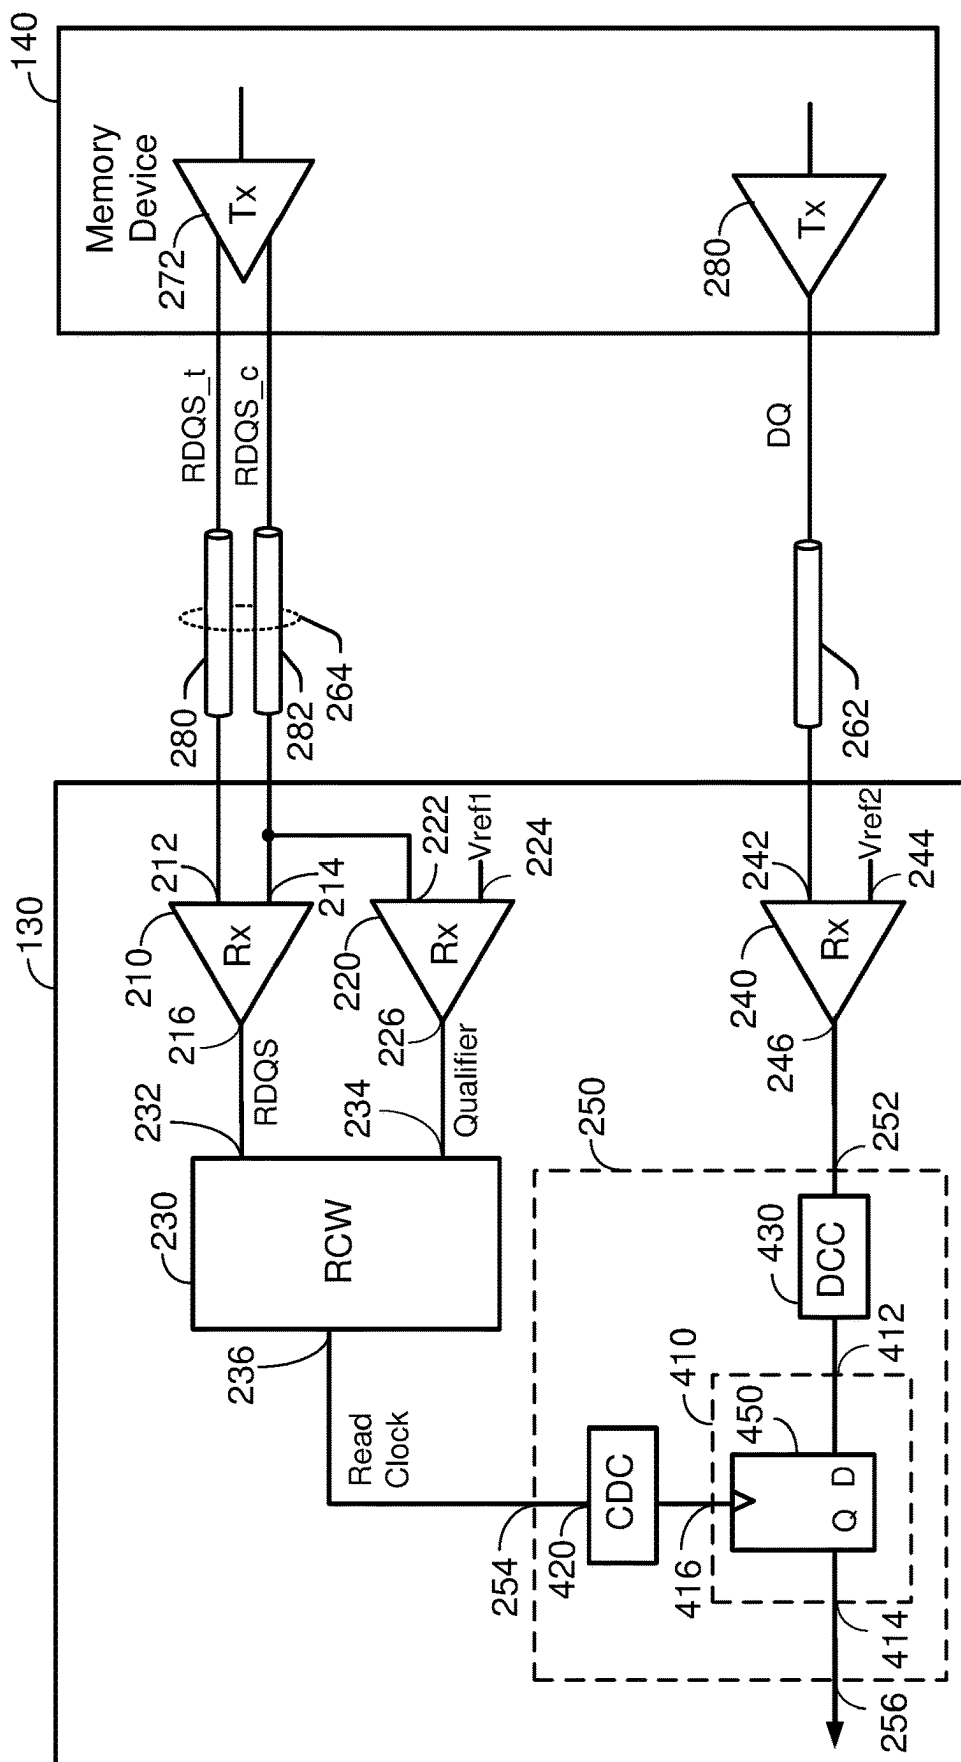 130
140
Memory
Device
272
Tx
RDQS_t
RDQS_c
280
282
264
212
214
210
Rx
216
RDQS
232
222
Vref1
224
220
Rx
226
Qualifier
234
230
RCW
236
Read
Clock
280
Tx
DQ
262
242
Vref2
244
240
Rx
246
250
252
430
DCC
412
410
450
D
Q
416
CDC
420
254
414
256